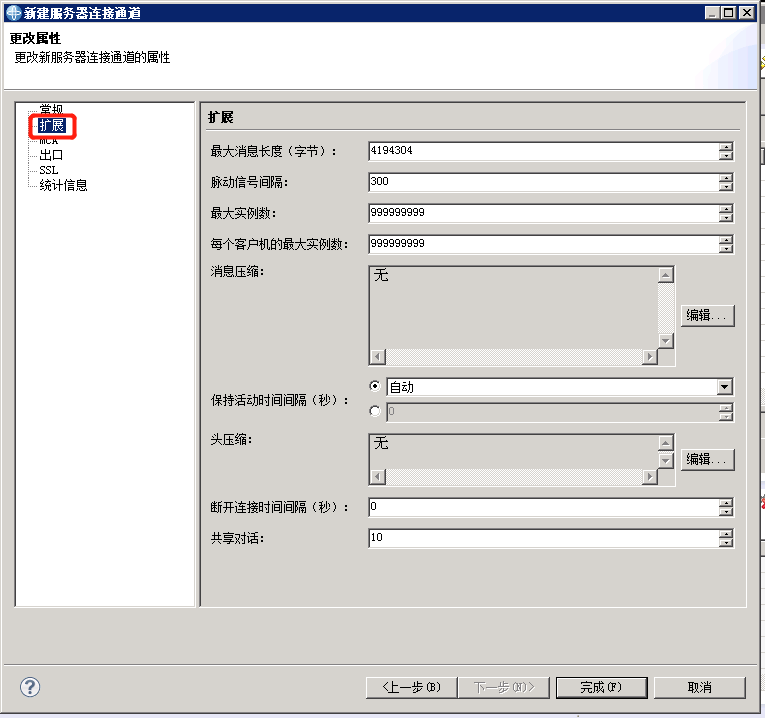 新建服务器连接通道
更改属性
更改新服务器连接通道的属性
常规
扩展
MCA
出口
SSL
统计信息
扩展
最大消息长度（字节）： 4194304
脉动信号间隔： 300
最大实例数： 999999999
每个客户机的最大实例数： 999999999
消息压缩： 无
编辑...
保持活动时间间隔（秒）： 自动
0
头压缩： 无
编辑...
断开连接时间间隔（秒）： 0
共享对话： 10
<上一步(B) 下一步(N)> 完成(F) 取消